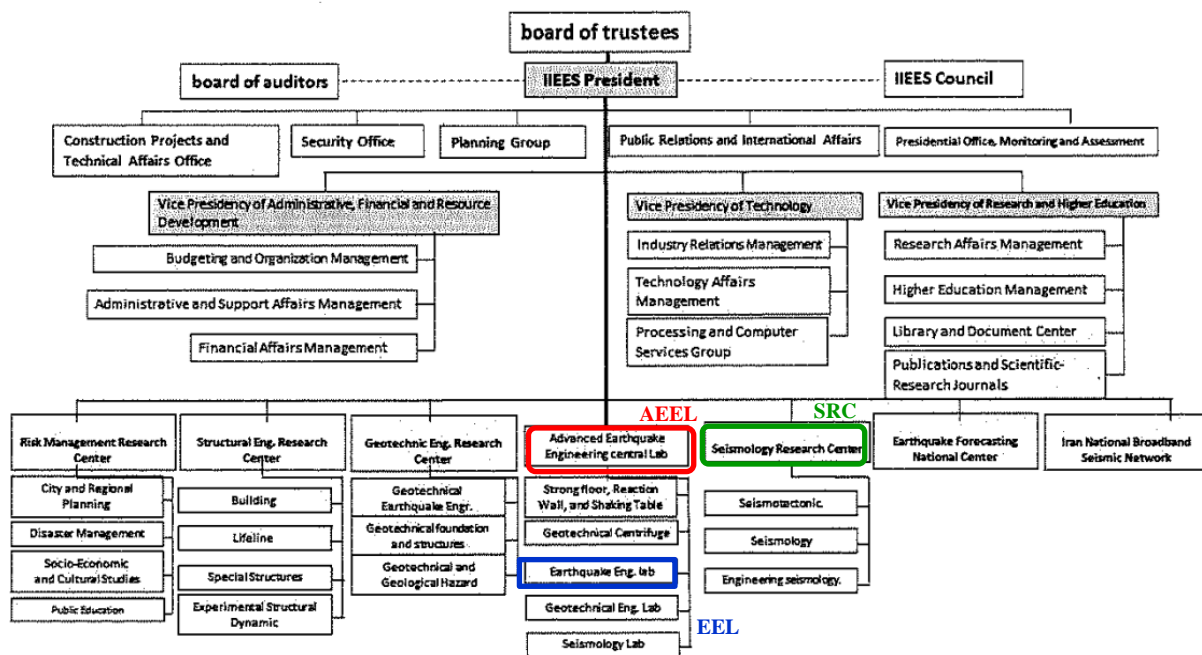 board of trustees
board of auditors
IIEES President
IIEES Council
Construction Projects and
Technical Affairs Office
Security Office
Planning Group
Public Relations and International Affairs
Presidential Office, Monitoring and Assessment
Vice Presidency of Administrative, Financial and Resource
Development
Vice Presidency of Technology
Vice Presidency of Research and Higher Education
Budgeting and Organization Management
Administrative and Support Affairs Management
Financial Affairs Management
Industry Relations Management
Technology Affairs
Management
Processing and Computer
Services Group
Research Affairs Management
Higher Education Management
Library and Document Center
Publications and Scientific-
Research Journals
AEEL
SRC
Risk Management Research
Center
Structural Eng. Research
Center
Geotechnic Eng. Research
Center
Advanced Earthquake
Engineering central Lab
Seismology Research Center
Earthquake Forecasting
National Center
Iran National Broadband
Seismic Network
City and Regional
Planning
Disaster Management
Socio-Economic
and Cultural Studies
Public Education
Building
Lifeline
Special Structures
Experimental Structural
Dynamic
Geotechnical
Earthquake Engr.
Geotechnical foundation
and structures
Geotechnical and
Geological Hazard
Strong floor, Reaction
Wall, and Shaking Table
Geotechnical Centrifuge
Earthquake Eng. lab
Geotechnical Eng. Lab
Seismology Lab
EEL
Seismotectonic.
Seismology
Engineering seismology.